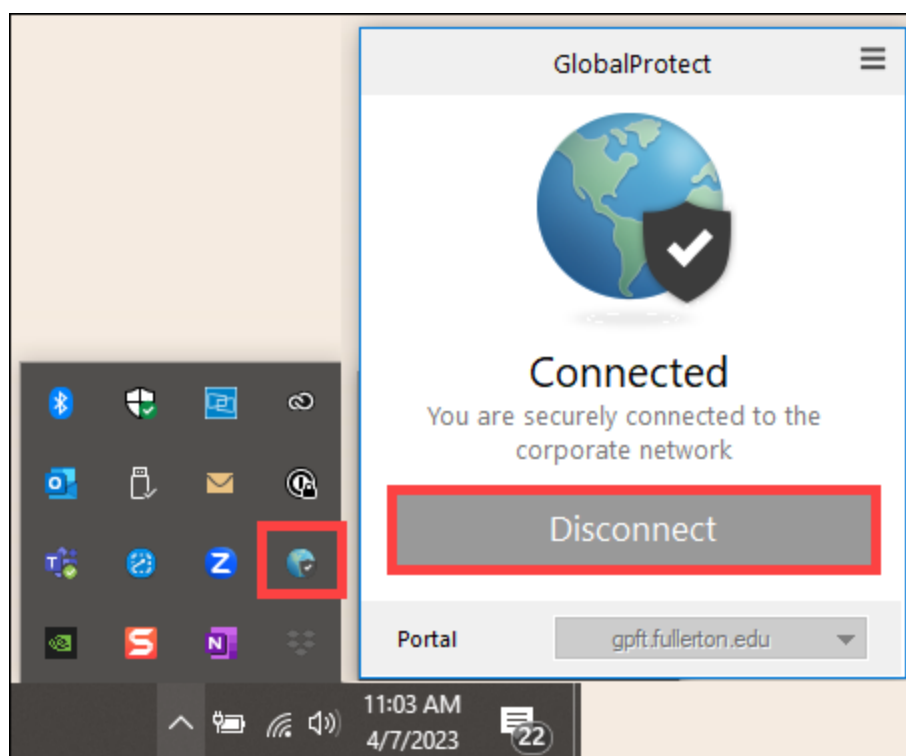 GlobalProtect
Connected
You are securely connected to the
corporate network
Disconnect
Portal
gpft.fullerton.edu
11:03 AM
4/7/2023
22